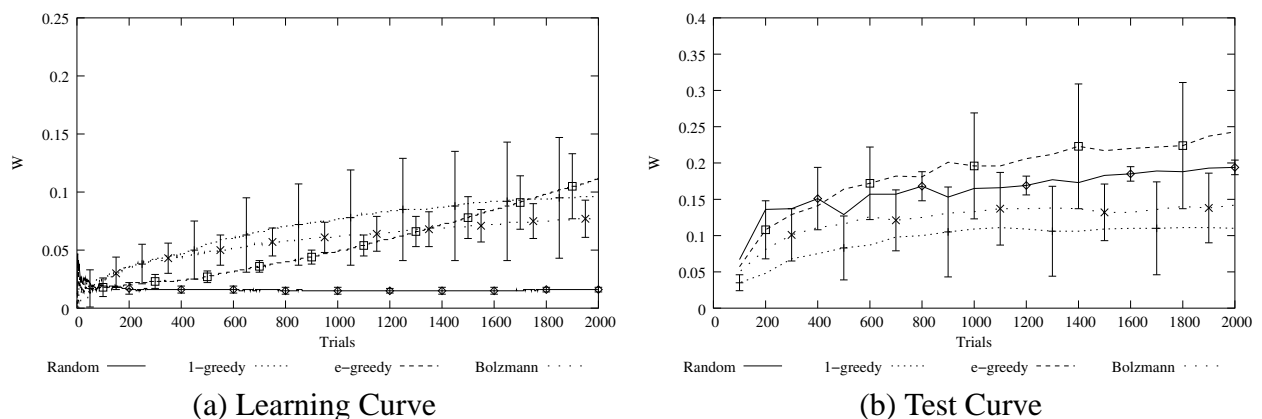 0.25
0.2
0.15
0.1
0.05
0
W
0 200 400 600 800 1000 1200 1400 1600 1800 2000
Trials
Random 1-greedy e-greedy Bolzmann
(a) Learning Curve
0.4
0.35
0.3
0.25
0.2
0.15
0.1
0.05
0
W
0 200 400 600 800 1000 1200 1400 1600 1800 2000
Trials
Random 1-greedy e-greedy Bolzmann
(b) Test Curve